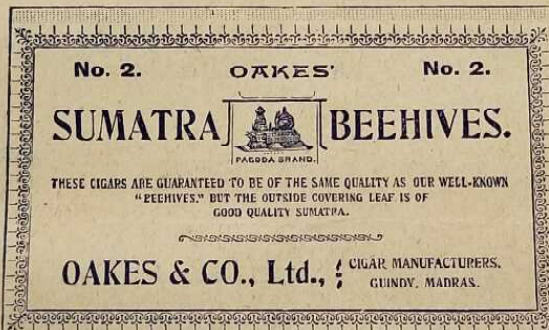 No. 2. OAKES' No. 2.
SUMATRA BEEHIVES.
PAGODA BRAND.
THESE CIGARS ARE GUARANTEED TO BE OF THE SAME QUALITY AS OUR WELL-KNOWN
"BEEHIVES." BUT THE OUTSIDE COVERING LEAF IS OF
GOOD QUALITY SUMATRA.
OAKES & CO., Ltd., CIGAR MANUFACTURERS,
GUINDY, MADRAS.